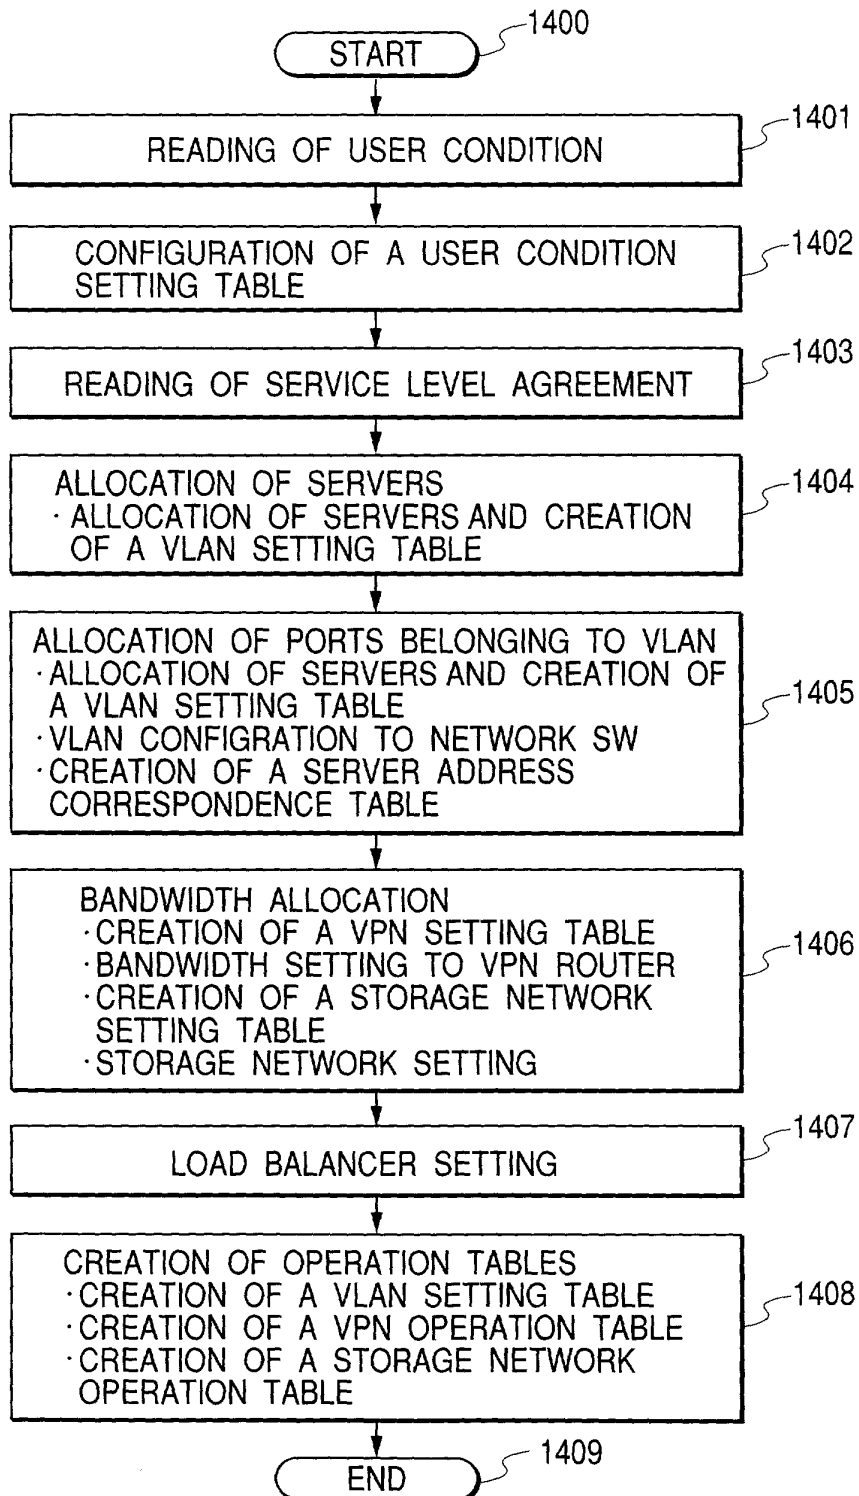 1400
START
1401
READING OF USER CONDITION
1402
CONFIGURATION OF A USER CONDITION
SETTING TABLE
1403
READING OF SERVICE LEVEL AGREEMENT
1404
ALLOCATION OF SERVERS
·ALLOCATION OF SERVERS AND CREATION
OF A VLAN SETTING TABLE
1405
ALLOCATION OF PORTS BELONGING TO VLAN
·ALLOCATION OF SERVERS AND CREATION OF
A VLAN SETTING TABLE
·VLAN CONFIGRATION TO NETWORK SW
·CREATION OF A SERVER ADDRESS
CORRESPONDENCE TABLE
1406
BANDWIDTH ALLOCATION
·CREATION OF A VPN SETTING TABLE
·BANDWIDTH SETTING TO VPN ROUTER
·CREATION OF A STORAGE NETWORK
SETTING TABLE
·STORAGE NETWORK SETTING
1407
LOAD BALANCER SETTING
1408
CREATION OF OPERATION TABLES
·CREATION OF A VLAN SETTING TABLE
·CREATION OF A VPN OPERATION TABLE
·CREATION OF A STORAGE NETWORK
OPERATION TABLE
1409
END